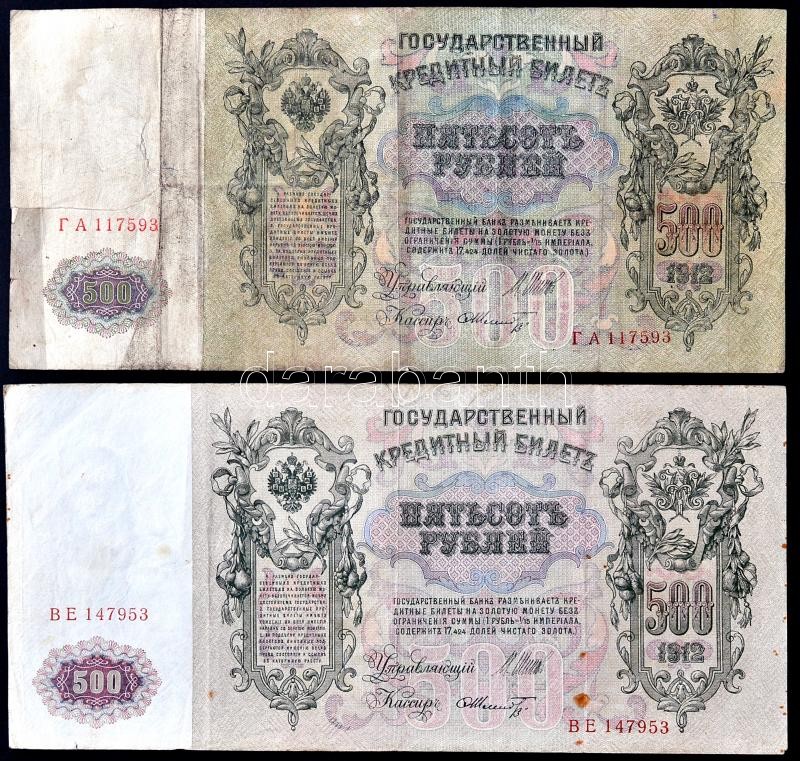 ГОСУДАРСТВЕННЫЙ
КРЕДИТНЫЙ БИЛЕТЪ
ПЯТЬСОТЪ
РУБЛЕЙ
ГА 117593
500
ГОСУДАРСТВЕННЫЙ БАНКЪ РАЗМѢНИВАЕТЪ КРЕ-
ДИТНЫЕ БИЛЕТЫ НА ЗОЛОТУЮ МОНЕТУ БЕЗЪ
ОГРАНИЧЕНІЯ СУММЫ (1 РУБЛЬ=1/15 ИМПЕРІАЛА,
СОДЕРЖИТЪ 17,424 ДОЛЕЙ ЧИСТАГО ЗОЛОТА.)
500
1912
Управляющій
Кассиръ
500
ГА 117593
darabanth
ГОСУДАРСТВЕННЫЙ
КРЕДИТНЫЙ БИЛЕТЪ
ПЯТЬСОТЪ
РУБЛЕЙ
ВЕ 147953
500
ГОСУДАРСТВЕННЫЙ БАНКЪ РАЗМѢНИВАЕТЪ КРЕ-
ДИТНЫЕ БИЛЕТЫ НА ЗОЛОТУЮ МОНЕТУ БЕЗЪ
ОГРАНИЧЕНІЯ СУММЫ (1 РУБЛЬ=1/15 ИМПЕРІАЛА,
СОДЕРЖИТЪ 17,424 ДОЛЕЙ ЧИСТАГО ЗОЛОТА.)
500
1912
Управляющій
Кассиръ
500
ВЕ 147953